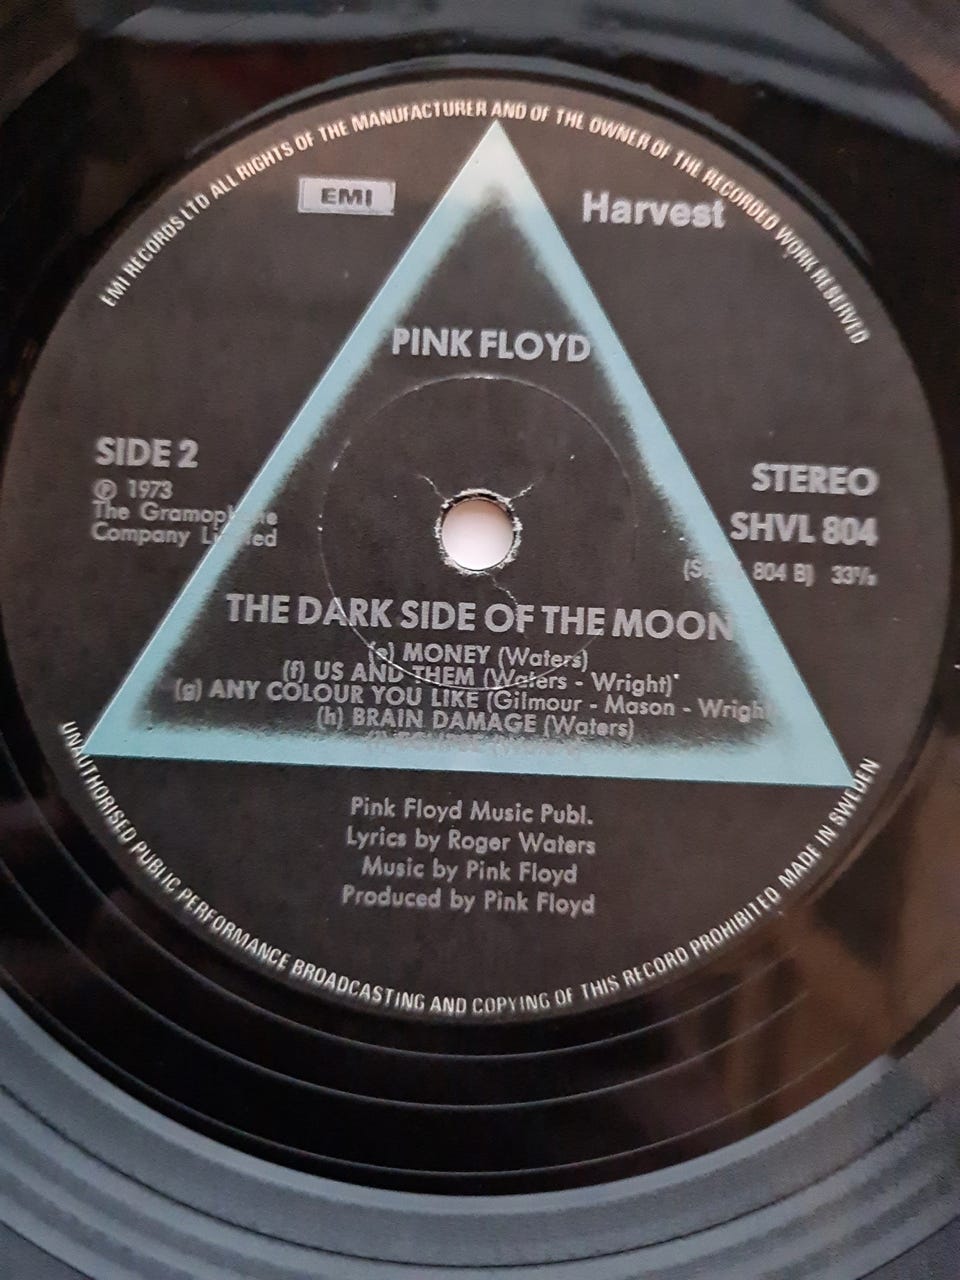 EMI RECORDS LTD ALL RIGHTS OF THE MANUFACTURER AND OF THE OWNER OF THE RECORDED WORK RESERVED
EMI
Harvest
PINK FLOYD
SIDE 2
℗ 1973
The
Company
STEREO
SHVL 804
804 B) 33⅓
THE DARK SIDE OF THE MOON
(e) MONEY (Waters)
(f) US AND THEM (Waters - Wright)
(g) ANY COLOUR YOU LIKE (Gilmour - Mason - Wrigh
(h) BRAIN DAMAGE (Waters)
Pink Floyd Music Publ.
Lyrics by Roger Waters
Music by Pink Floyd
Produced by Pink Floyd
UNAUTHORISED PUBLIC PERFORMANCE BROADCASTING AND COPYING OF THIS RECORD PROHIBITED MADE IN SWEDEN